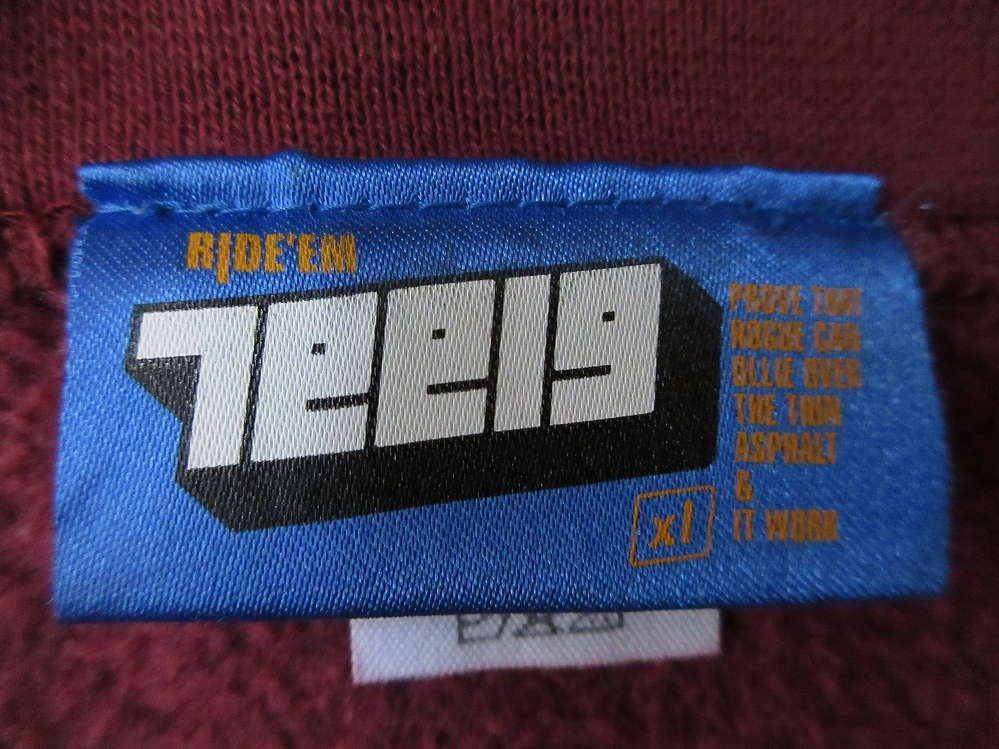 RIDE'EM
7EE19
PROVE THAT
ROGUE CAN
OLLIE OVER
THE THIN
ASPHALT
&
IT WORK
xl